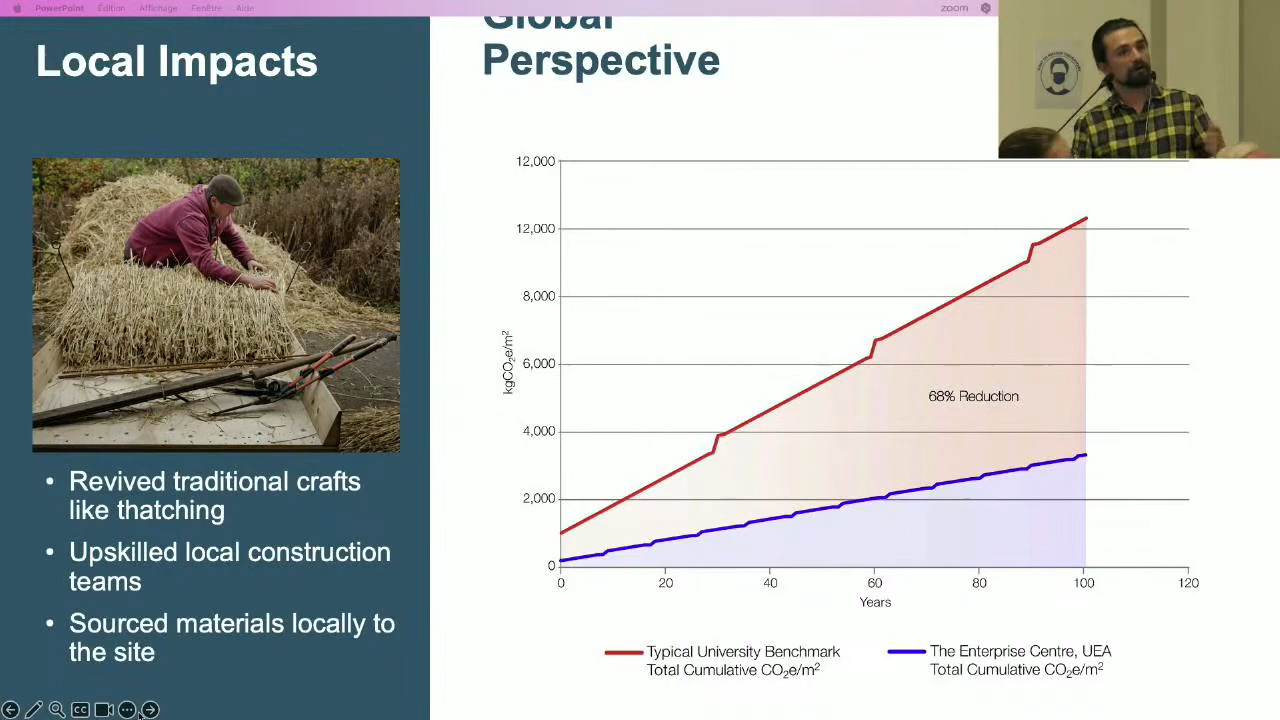 PowerPoint Édition Affichage Fenêtre Aide
zoom
Local Impacts
Global
Perspective
12,000
12,000
8,000
6,000
4,000
2,000
0
kgCO₂e/m²
68% Reduction
0 20 40 60 80 100 120
Years
Typical University Benchmark
Total Cumulative CO₂e/m²
The Enterprise Centre, UEA
Total Cumulative CO₂e/m²
• Revived traditional crafts
like thatching
• Upskilled local construction
teams
• Sourced materials locally to
the site
CC